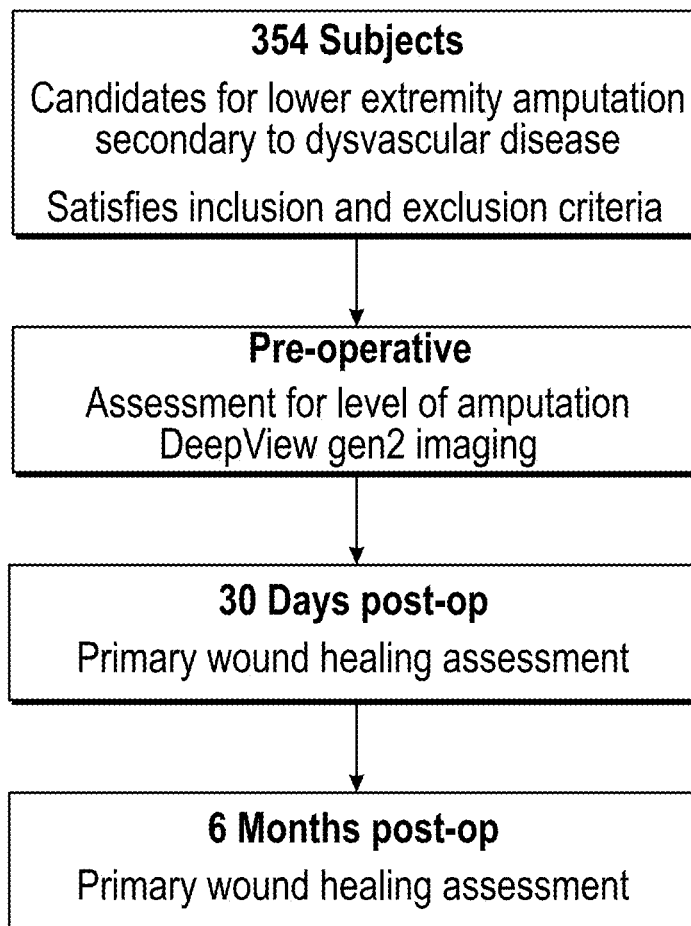 354 Subjects
Candidates for lower extremity amputation
secondary to dysvascular disease
Satisfies inclusion and exclusion criteria
Pre-operative
Assessment for level of amputation
DeepView gen2 imaging
30 Days post-op
Primary wound healing assessment
6 Months post-op
Primary wound healing assessment